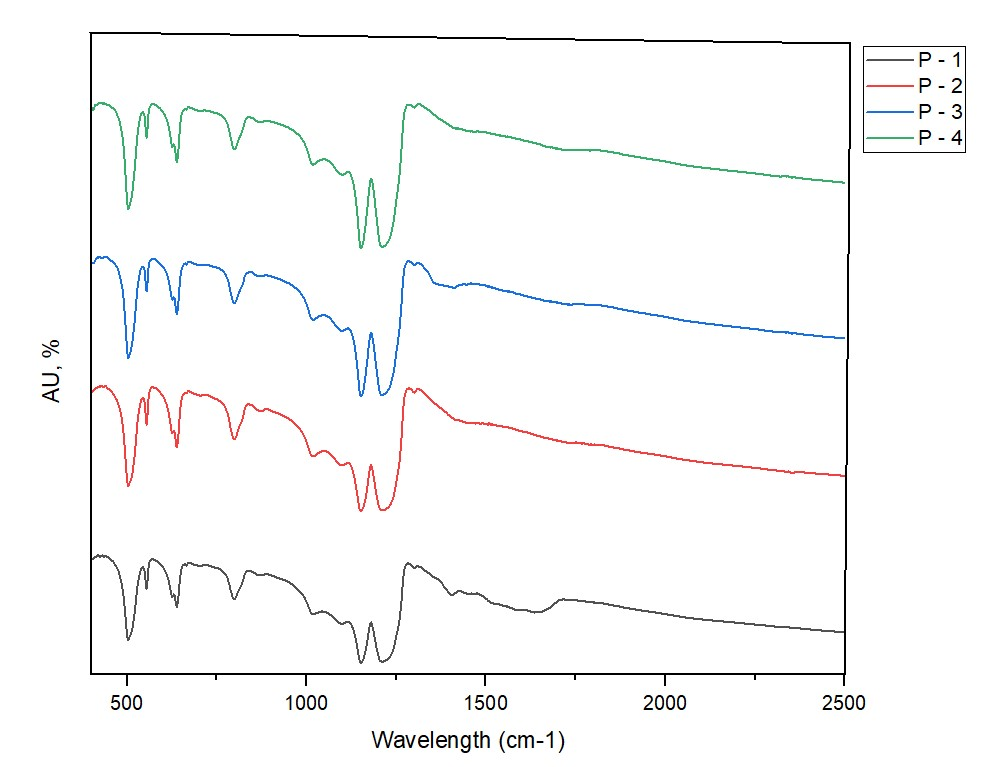 P - 1
P - 2
P - 3
P - 4
AU, %
500
1000
1500
2000
2500
Wavelength (cm-1)